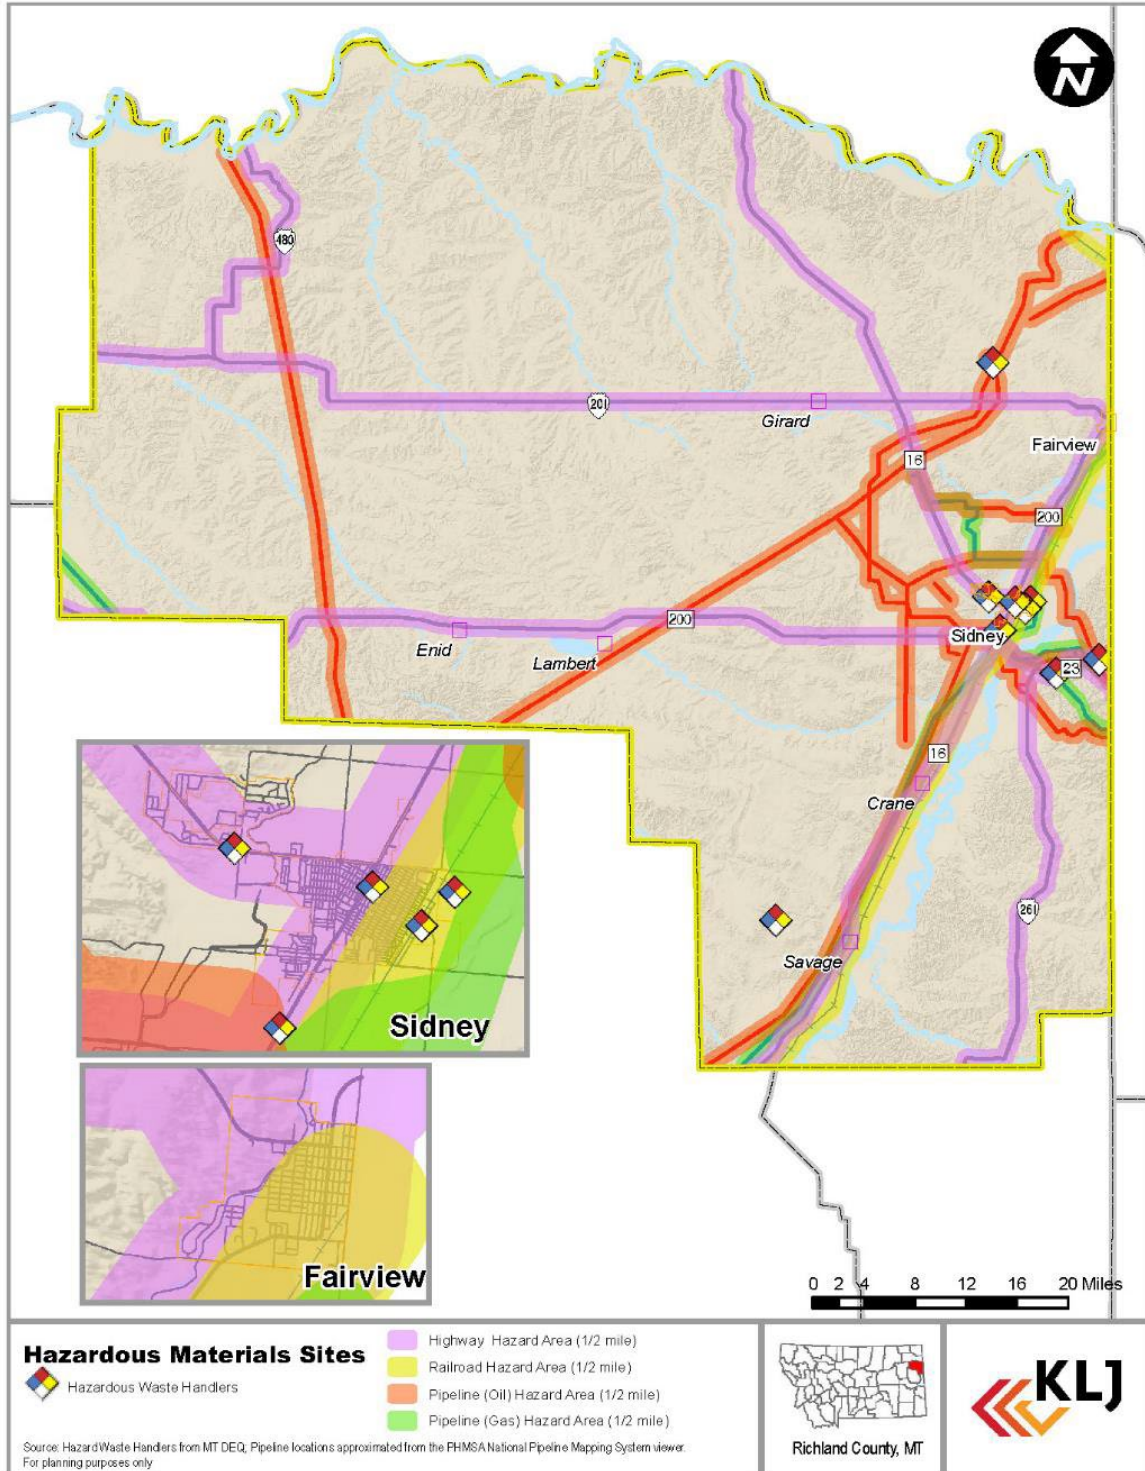 N
480
201
Girard
Fairview
16
200
200
Enid
Lambert
Sidney
23
16
Crane
261
Savage
Sidney
Fairview
0 2 4 8 12 16 20 Miles
Hazardous Materials Sites
Hazardous Waste Handlers
Highway Hazard Area (1/2 mile)
Railroad Hazard Area (1/2 mile)
Pipeline (Oil) Hazard Area (1/2 mile)
Pipeline (Gas) Hazard Area (1/2 mile)
Source: Hazard Waste Handlers from MT DEQ; Pipeline locations approximated from the PHMSA National Pipeline Mapping System viewer.
For planning purposes only
Richland County, MT
KLJ